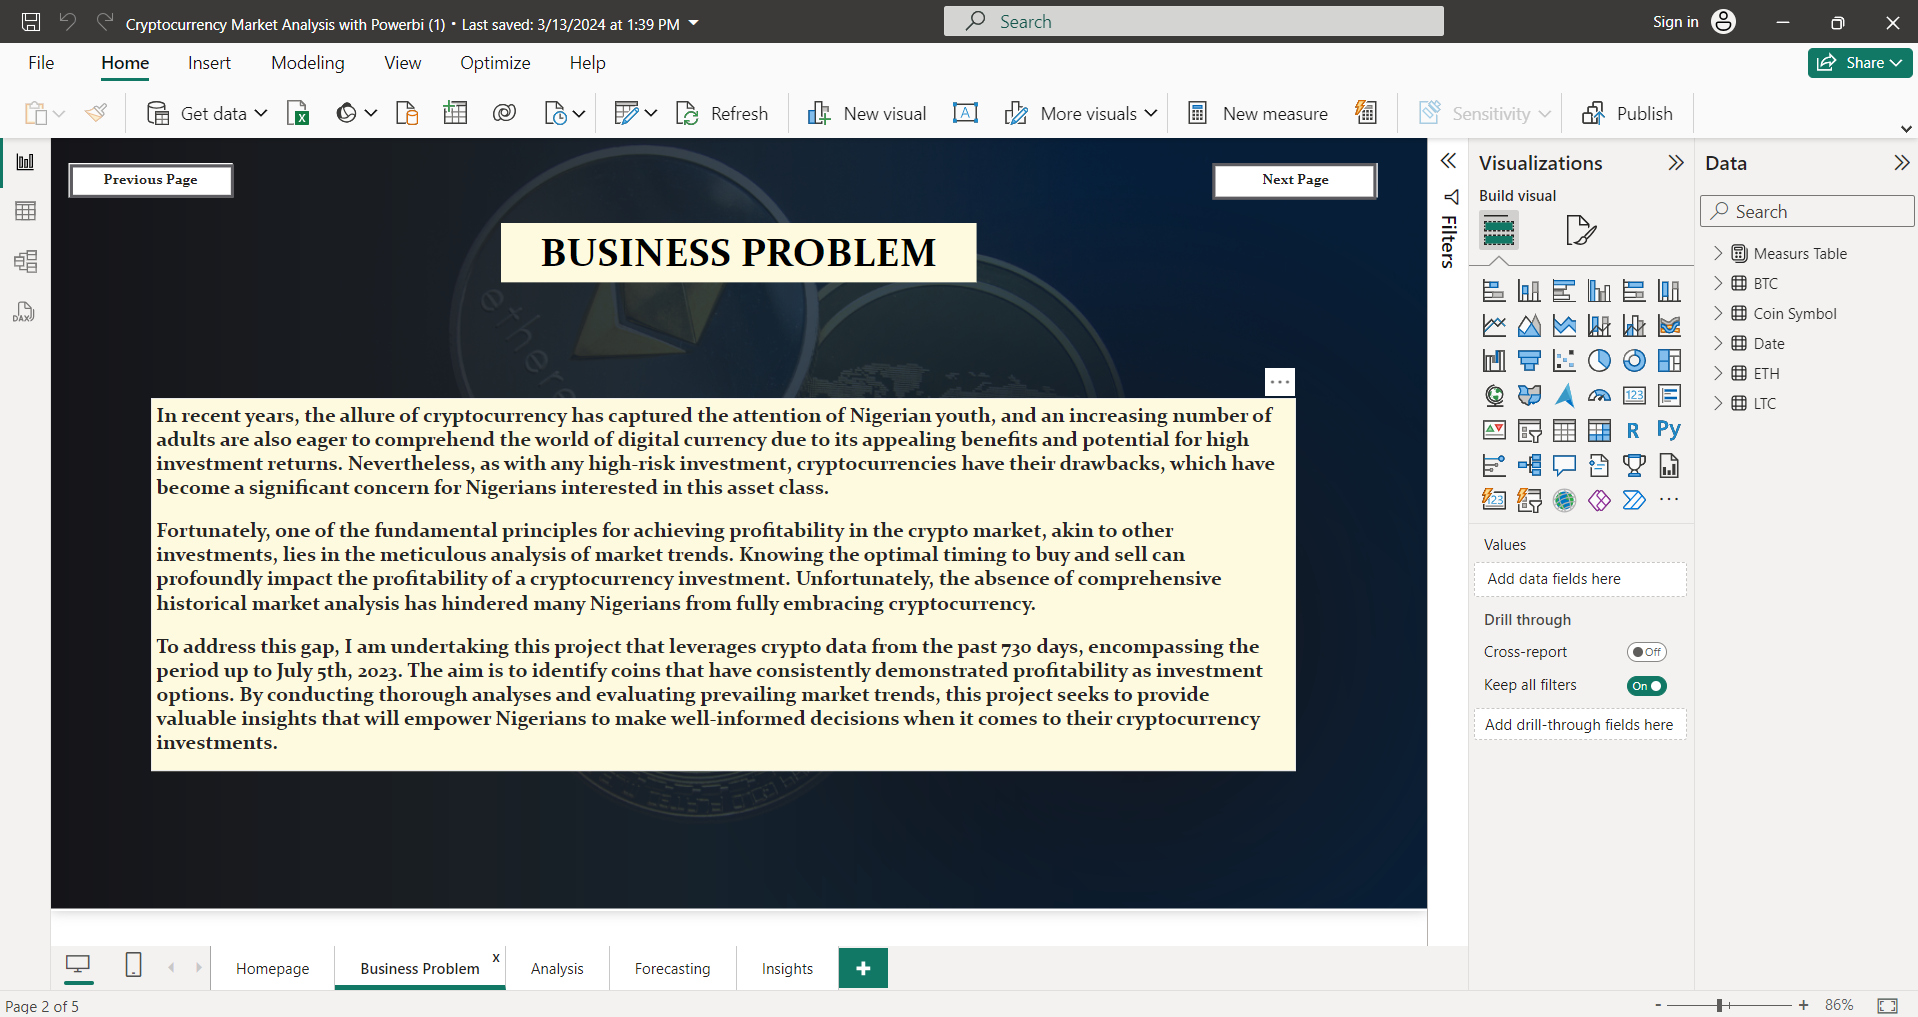 Cryptocurrency Market Analysis with Powerbi (1) • Last saved: 3/13/2024 at 1:39 PM
Search
Sign in
File
Home
Insert
Modeling
View
Optimize
Help
Share
Get data
Refresh
New visual
More visuals
New measure
Sensitivity
Publish
DAX
Previous Page
Next Page
BUSINESS PROBLEM
ethere
In recent years, the allure of cryptocurrency has captured the attention of Nigerian youth, and an increasing number of
adults are also eager to comprehend the world of digital currency due to its appealing benefits and potential for high
investment returns. Nevertheless, as with any high-risk investment, cryptocurrencies have their drawbacks, which have
become a significant concern for Nigerians interested in this asset class.
Fortunately, one of the fundamental principles for achieving profitability in the crypto market, akin to other
investments, lies in the meticulous analysis of market trends. Knowing the optimal timing to buy and sell can
profoundly impact the profitability of a cryptocurrency investment. Unfortunately, the absence of comprehensive
historical market analysis has hindered many Nigerians from fully embracing cryptocurrency.
To address this gap, I am undertaking this project that leverages crypto data from the past 730 days, encompassing the
period up to July 5th, 2023. The aim is to identify coins that have consistently demonstrated profitability as investment
options. By conducting thorough analyses and evaluating prevailing market trends, this project seeks to provide
valuable insights that will empower Nigerians to make well-informed decisions when it comes to their cryptocurrency
investments.
Filters
Visualizations
Build visual
123
R
Py
123
Values
Add data fields here
Drill through
Cross-report
Off
Keep all filters
On
Add drill-through fields here
Data
Search
Measurs Table
BTC
Coin Symbol
Date
ETH
LTC
Homepage
Business Problem
x
Analysis
Forecasting
Insights
+
Page 2 of 5
- + 86%